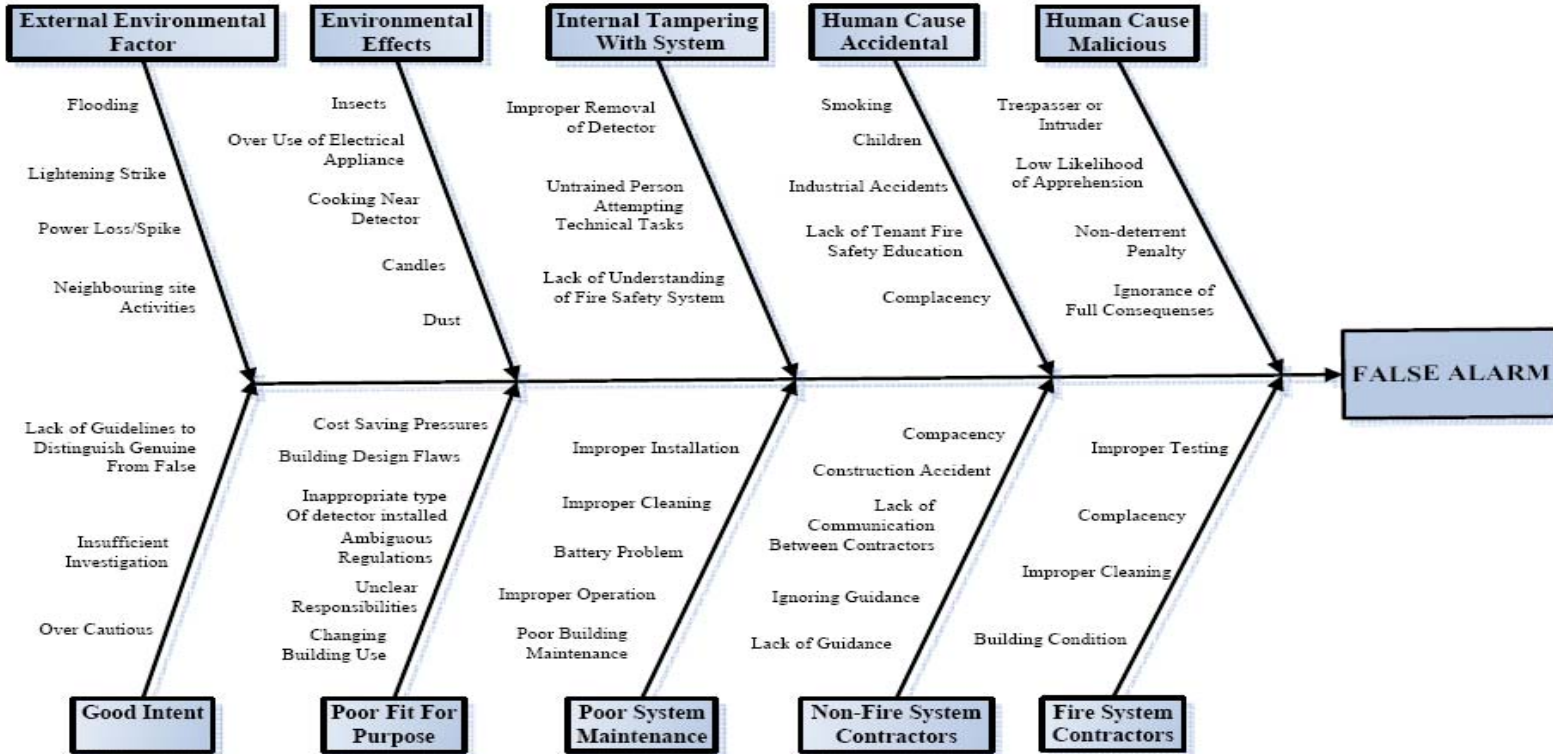 External Environmental
Factor
Environmental
Effects
Internal Tampering
With System
Human Cause
Accidental
Human Cause
Malicious
Flooding
Lightening Strike
Power Loss/Spike
Neighbouring site
Activities
Insects
Over Use of Electrical
Appliance
Cooking Near
Detector
Candles
Dust
Improper Removal
of Detector
Untrained Person
Attempting
Technical Tasks
Lack of Understanding
of Fire Safety System
Smoking
Children
Industrial Accidents
Lack of Tenant Fire
Safety Education
Complacency
Trespasser or
Intruder
Low Likelihood
of Apprehension
Non-deterrent
Penalty
Ignorance of
Full Consequenses
FALSE ALARM
Lack of Guidelines to
Distinguish Genuine
From False
Insufficient
Investigation
Over Cautious
Cost Saving Pressures
Building Design Flaws
Inappropriate type
Of detector installed
Ambiguous
Regulations
Unclear
Responsibilities
Changing
Building Use
Improper Installation
Improper Cleaning
Battery Problem
Improper Operation
Poor Building
Maintenance
Compacency
Construction Accident
Lack of
Communication
Between Contractors
Ignoring Guidance
Lack of Guidance
Improper Testing
Complacency
Improper Cleaning
Building Condition
Good Intent
Poor Fit For
Purpose
Poor System
Maintenance
Non-Fire System
Contractors
Fire System
Contractors